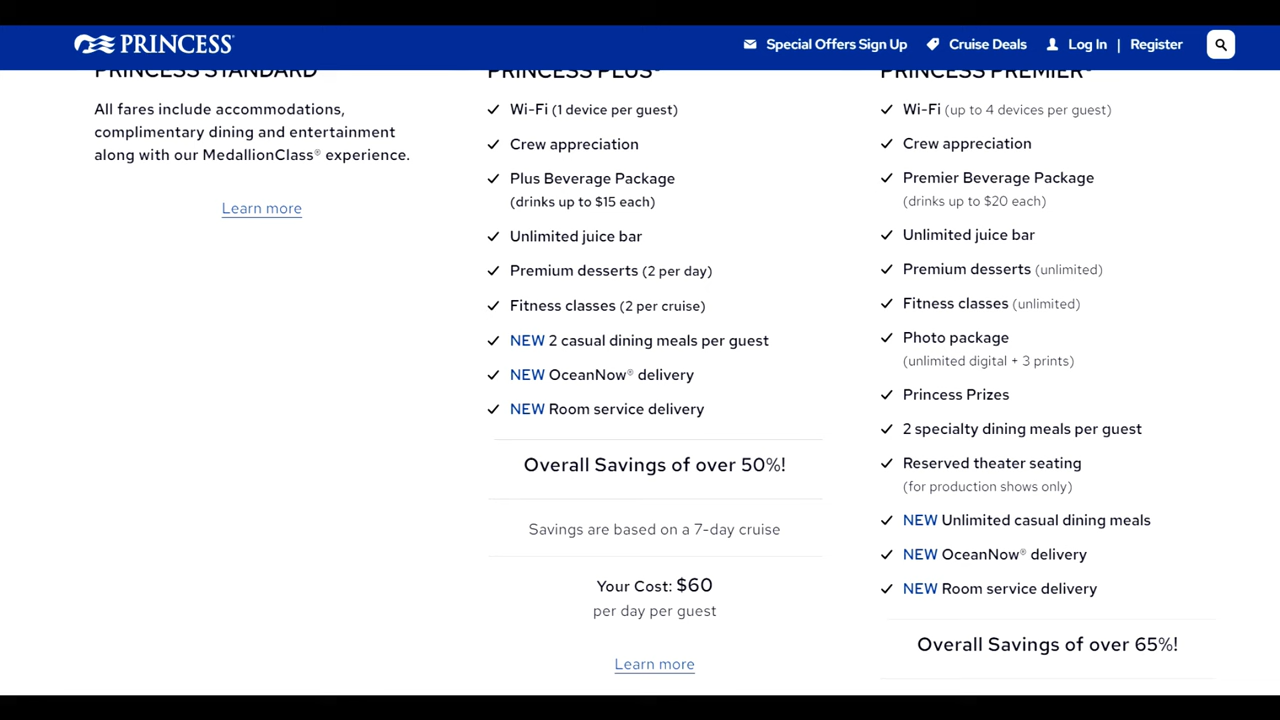 PRINCESS®
Special Offers Sign Up
Cruise Deals
Log In | Register
PRINCESS STANDARD
All fares include accommodations,
complimentary dining and entertainment
along with our MedallionClass® experience.
Learn more
PRINCESS PLUS®
Wi-Fi (1 device per guest)
Crew appreciation
Plus Beverage Package
(drinks up to $15 each)
Unlimited juice bar
Premium desserts (2 per day)
Fitness classes (2 per cruise)
NEW 2 casual dining meals per guest
NEW OceanNow® delivery
NEW Room service delivery
Overall Savings of over 50%!
Savings are based on a 7-day cruise
Your Cost: $60
per day per guest
Learn more
PRINCESS PREMIER®
Wi-Fi (up to 4 devices per guest)
Crew appreciation
Premier Beverage Package
(drinks up to $20 each)
Unlimited juice bar
Premium desserts (unlimited)
Fitness classes (unlimited)
Photo package
(unlimited digital + 3 prints)
Princess Prizes
2 specialty dining meals per guest
Reserved theater seating
(for production shows only)
NEW Unlimited casual dining meals
NEW OceanNow® delivery
NEW Room service delivery
Overall Savings of over 65%!